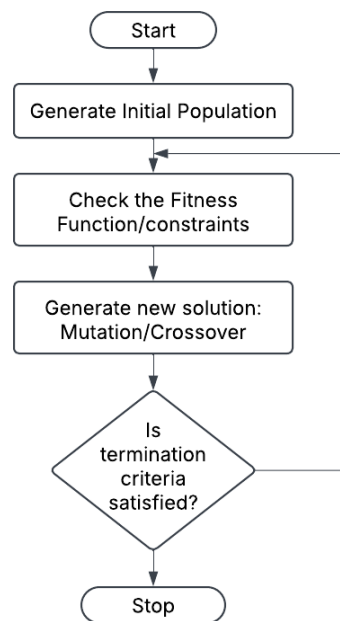 Start
Generate Initial Population
Check the Fitness
Function/constraints
Generate new solution:
Mutation/Crossover
Is
termination
criteria
satisfied?
Stop